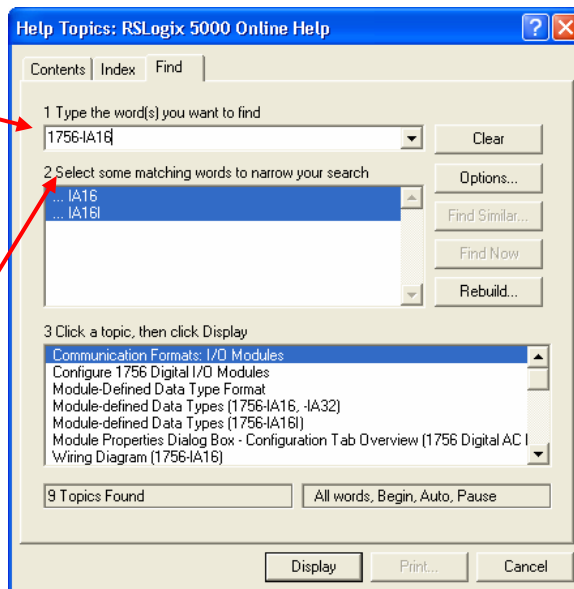 Help Topics: RSLogix 5000 Online Help
Contents Index Find
1 Type the word(s) you want to find
1756-IA16
Clear
2 Select some matching words to narrow your search
Options...
... IA16
... IA16I
Find Similar...
Find Now
Rebuild...
3 Click a topic, then click Display
Communication Formats: I/O Modules
Configure 1756 Digital I/O Modules
Module-Defined Data Type Format
Module-defined Data Types (1756-IA16, -IA32)
Module-defined Data Types (1756-IA16I)
Module Properties Dialog Box - Configuration Tab Overview (1756 Digital AC I
Wiring Diagram (1756-IA16)
9 Topics Found
All words, Begin, Auto, Pause
Display Print... Cancel